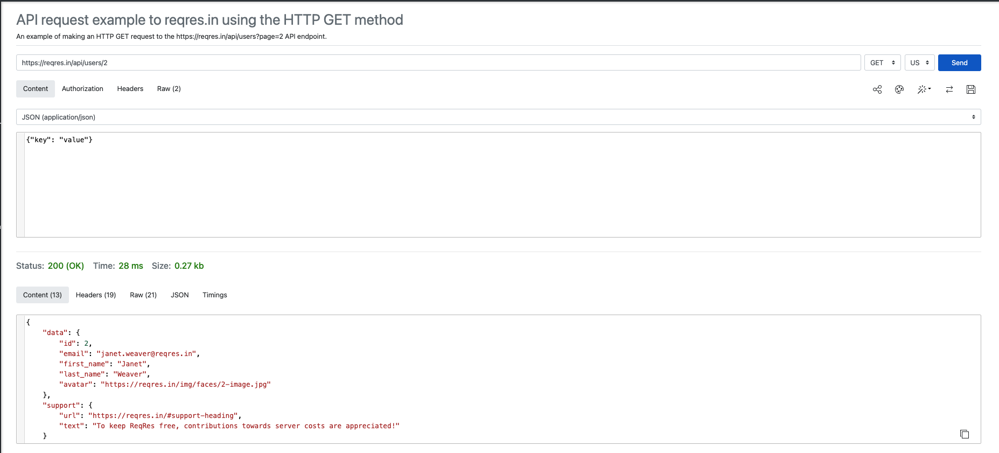 API request example to reqres.in using the HTTP GET method
An example of making an HTTP GET request to the https://reqres.in/api/users?page=2 API endpoint.
https://reqres.in/api/users/2 GET US Send
Content Authorization Headers Raw (2)
JSON (application/json)
{"key": "value"}
Status: 200 (OK) Time: 28 ms Size: 0.27 kb
Content (13) Headers (19) Raw (21) JSON Timings
{
    "data": {
        "id": 2,
        "email": "janet.weaver@reqres.in",
        "first_name": "Janet",
        "last_name": "Weaver",
        "avatar": "https://reqres.in/img/faces/2-image.jpg"
    },
    "support": {
        "url": "https://reqres.in/#support-heading",
        "text": "To keep ReqRes free, contributions towards server costs are appreciated!"
    }